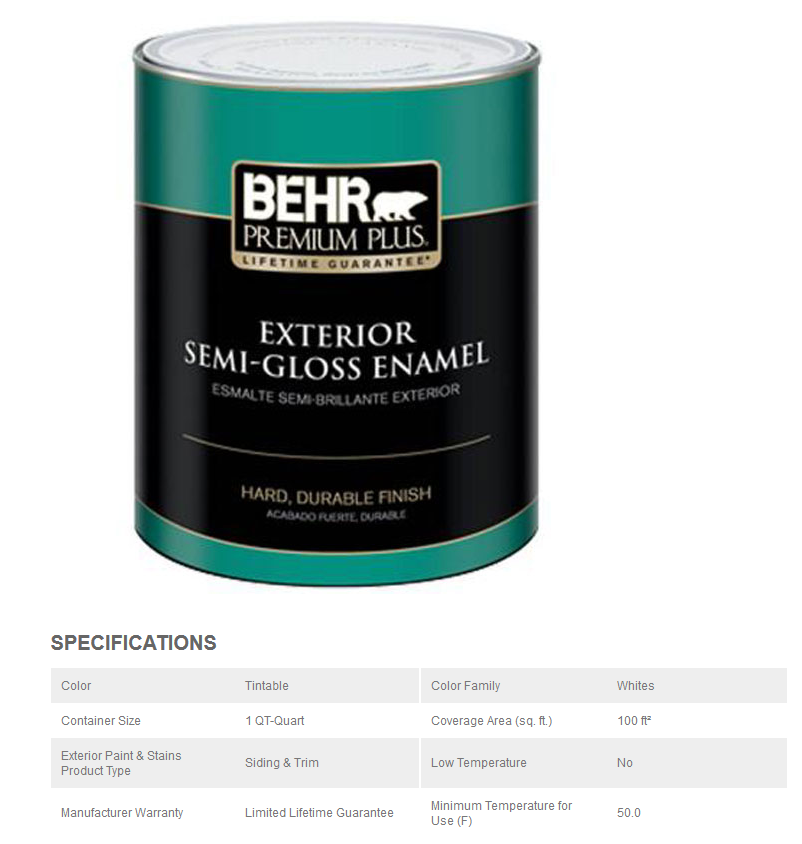 BEHR
PREMIUM PLUS®
LIFETIME GUARANTEE*
EXTERIOR
SEMI-GLOSS ENAMEL
ESMALTE SEMI-BRILLANTE EXTERIOR
HARD, DURABLE FINISH
ACABADO FUERTE, DURABLE
SPECIFICATIONS
Color Tintable Color Family Whites
Container Size 1 QT-Quart Coverage Area (sq. ft.) 100 ft²
Exterior Paint & Stains
Product Type Siding & Trim Low Temperature No
Manufacturer Warranty Limited Lifetime Guarantee Minimum Temperature for
Use (F) 50.0